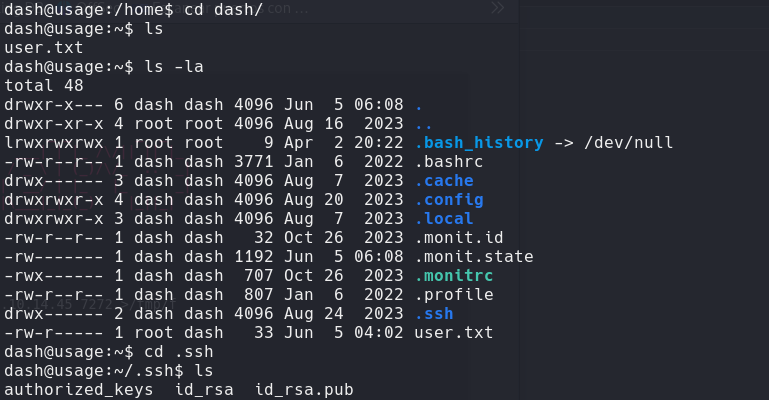 dash@usage:/home$ cd dash/
dash@usage:~$ ls
user.txt
dash@usage:~$ ls -la
total 48
drwxr-x--- 6 dash dash 4096 Jun  5 06:08 .
drwxr-xr-x 4 root root 4096 Aug 16  2023 ..
lrwxrwxrwx 1 root root    9 Apr  2 20:22 .bash_history -> /dev/null
-rw-r--r-- 1 dash dash 3771 Jan  6  2022 .bashrc
drwx------ 3 dash dash 4096 Aug  7  2023 .cache
drwxrwxr-x 4 dash dash 4096 Aug 20  2023 .config
drwxrwxr-x 3 dash dash 4096 Aug  7  2023 .local
-rw-r--r-- 1 dash dash   32 Oct 26  2023 .monit.id
-rw------- 1 dash dash 1192 Jun  5 06:08 .monit.state
-rwx------ 1 dash dash  707 Oct 26  2023 .monitrc
-rw-r--r-- 1 dash dash  807 Jan  6  2022 .profile
drwx------ 2 dash dash 4096 Aug 24  2023 .ssh
-rw-r----- 1 root dash   33 Jun  5 04:02 user.txt
dash@usage:~$ cd .ssh
dash@usage:~/.ssh$ ls
authorized_keys  id_rsa  id_rsa.pub